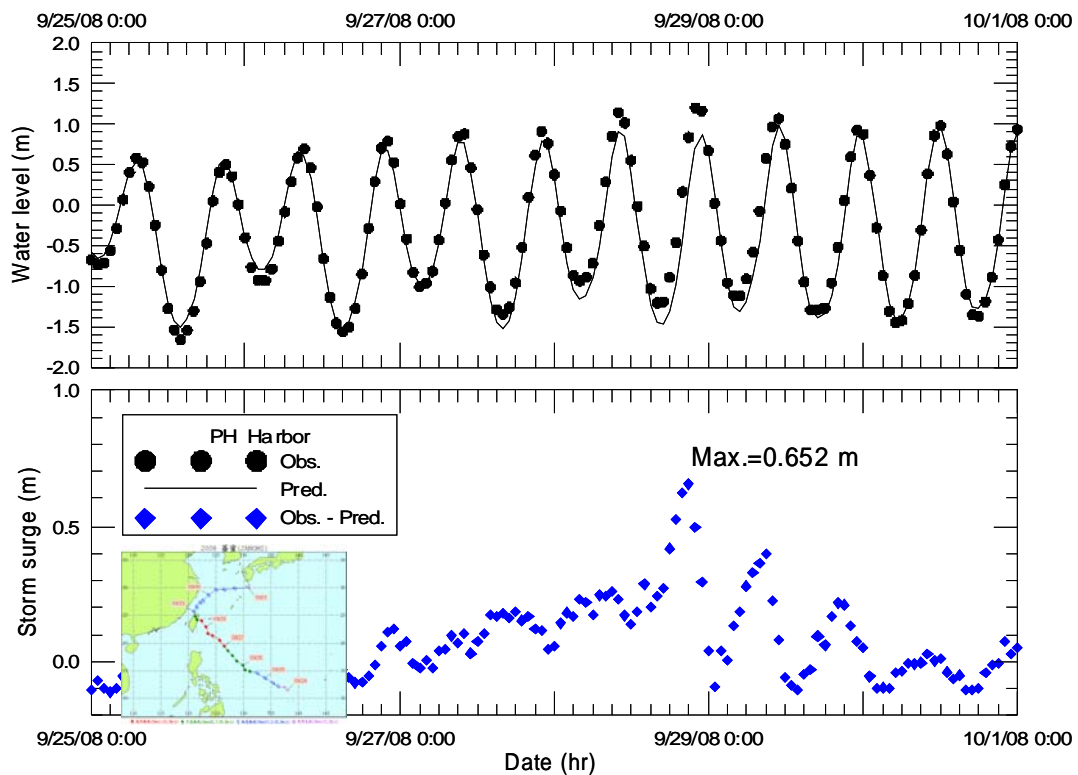 9/25/08 0:00
9/27/08 0:00
9/29/08 0:00
10/1/08 0:00
2.0
1.5
1.0
0.5
0.0
-0.5
-1.0
-1.5
-2.0
Water level (m)
1.0
0.5
0.0
Storm surge (m)
PH Harbor
Obs.
Pred.
Obs. - Pred.
Max.=0.652 m
9/25/08 0:00
9/27/08 0:00
9/29/08 0:00
10/1/08 0:00
Date (hr)